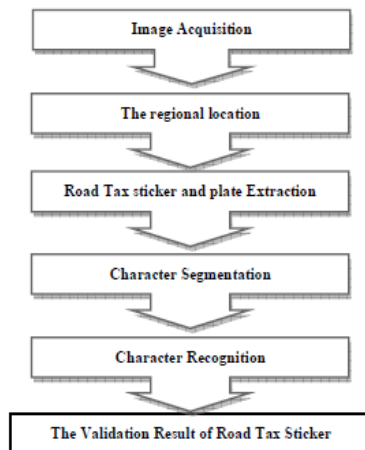 Image Acquisition
The regional location
Road Tax sticker and plate Extraction
Character Segmentation
Character Recognition
The Validation Result of Road Tax Sticker